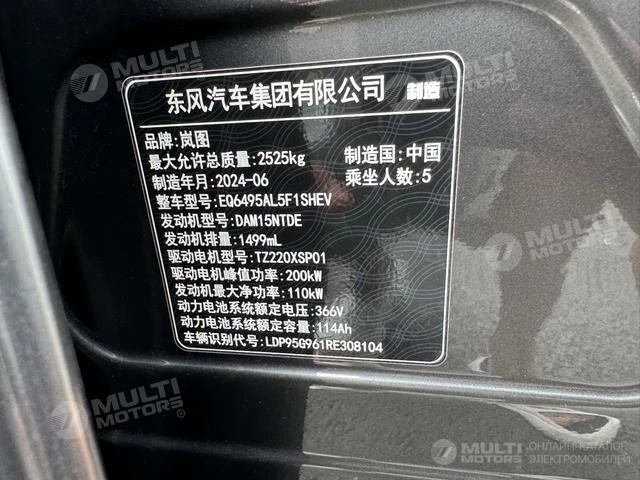 东风汽车集团有限公司 制造
品牌:岚图
最大允许总质量:2525kg 制造国:中国
制造年月:2024-06 乘坐人数:5
整车型号:EQ6495AL5F1SHEV
发动机型号:DAM15NTDE
发动机排量:1499mL
驱动电机型号:TZ220XSP01
驱动电机峰值功率:200kW
发动机最大净功率:110kW
动力电池系统额定电压:366V
动力电池系统额定容量:114Ah
车辆识别代号:LDP95G961RE308104
MULTI MOTORS
MULTI MOTORS
MULTI MOTORS
MULTI MOTORS ®
MULTI MOTORS
ОНЛАЙН-КАТАЛОГ
ЭЛЕКТРОМОБИЛЕЙ